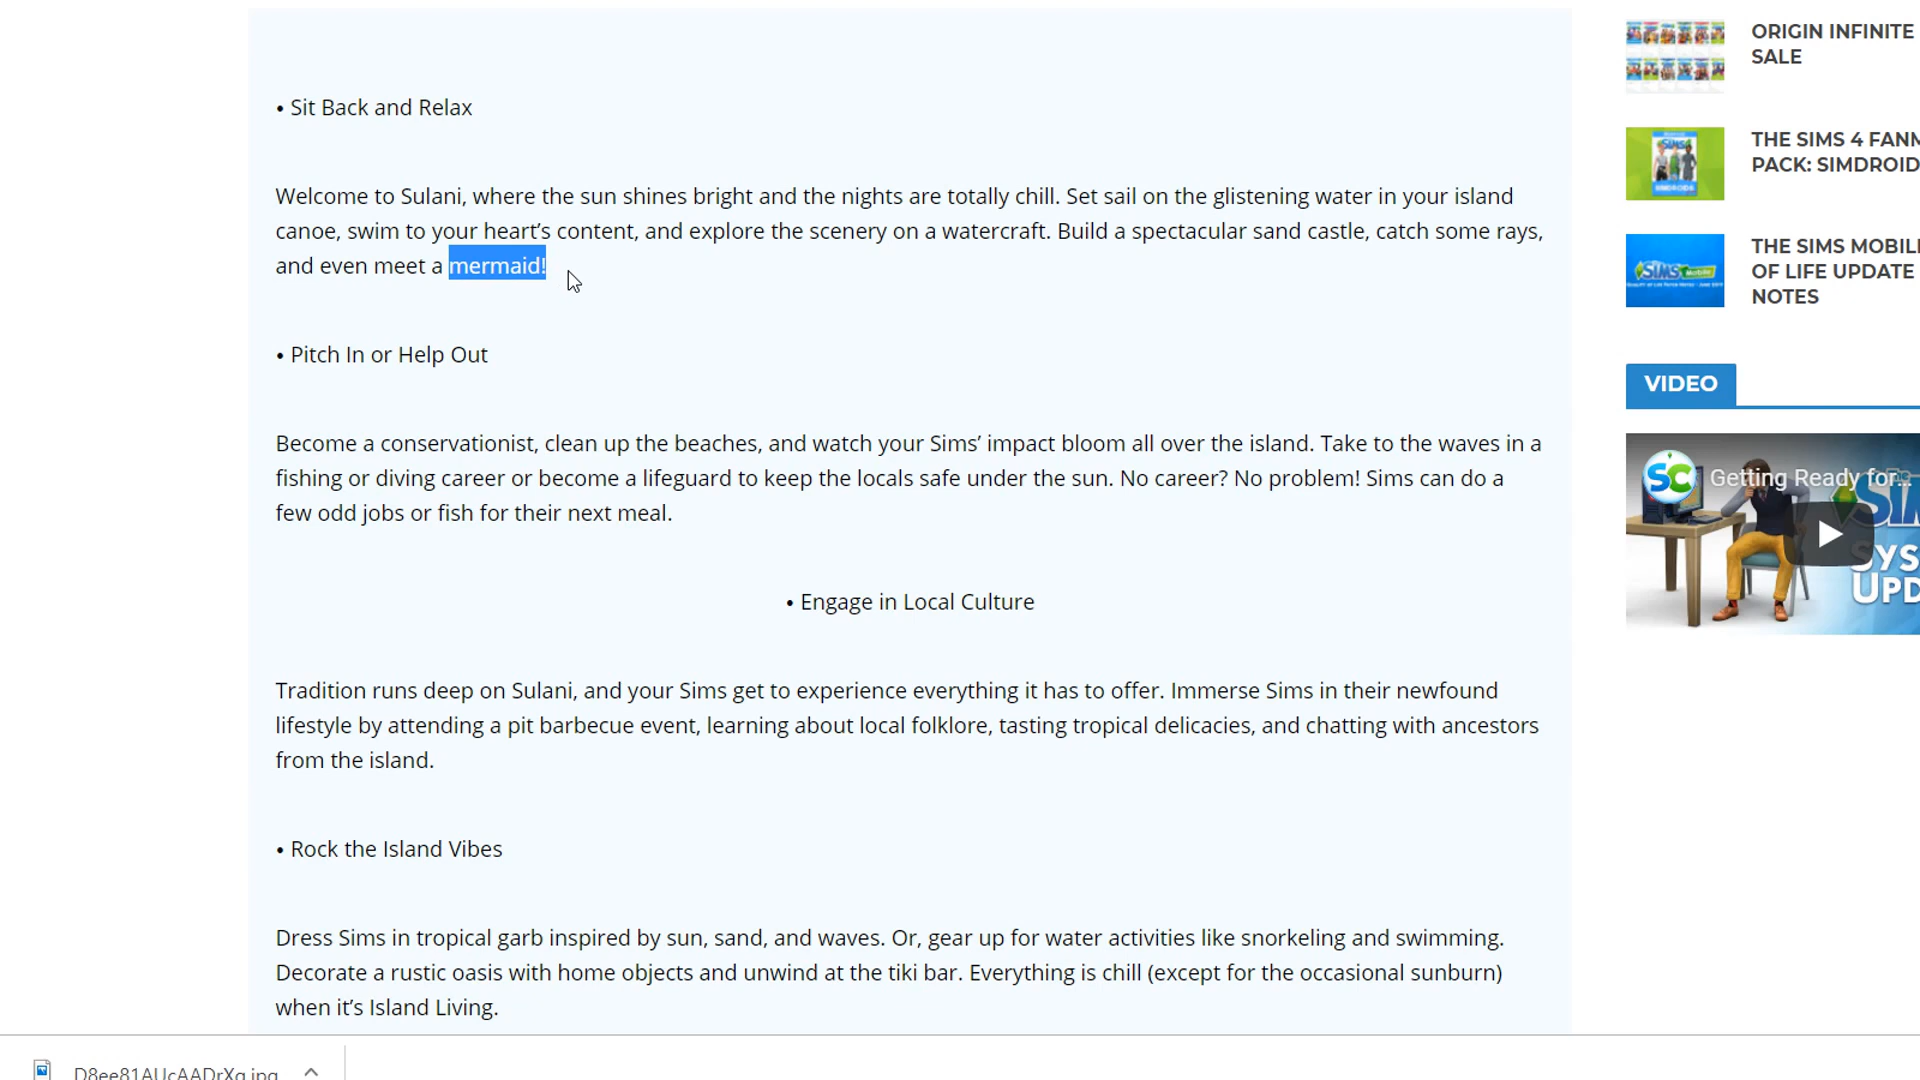 • Sit Back and Relax
Welcome to Sulani, where the sun shines bright and the nights are totally chill. Set sail on the glistening water in your island
canoe, swim to your heart’s content, and explore the scenery on a watercraft. Build a spectacular sand castle, catch some rays,
and even meet a mermaid!
• Pitch In or Help Out
Become a conservationist, clean up the beaches, and watch your Sims’ impact bloom all over the island. Take to the waves in a
fishing or diving career or become a lifeguard to keep the locals safe under the sun. No career? No problem! Sims can do a
few odd jobs or fish for their next meal.
• Engage in Local Culture
Tradition runs deep on Sulani, and your Sims get to experience everything it has to offer. Immerse Sims in their newfound
lifestyle by attending a pit barbecue event, learning about local folklore, tasting tropical delicacies, and chatting with ancestors
from the island.
• Rock the Island Vibes
Dress Sims in tropical garb inspired by sun, sand, and waves. Or, gear up for water activities like snorkeling and swimming.
Decorate a rustic oasis with home objects and unwind at the tiki bar. Everything is chill (except for the occasional sunburn)
when it’s Island Living.
ORIGIN INFINITE
SALE
THE SIMS 4 FANM
PACK: SIMDROID
THE SIMS MOBIL
OF LIFE UPDATE
NOTES
VIDEO
SC
Getting Ready for...
SIM
SYS
UPD
D8ee81AUcAADrXg.jpg